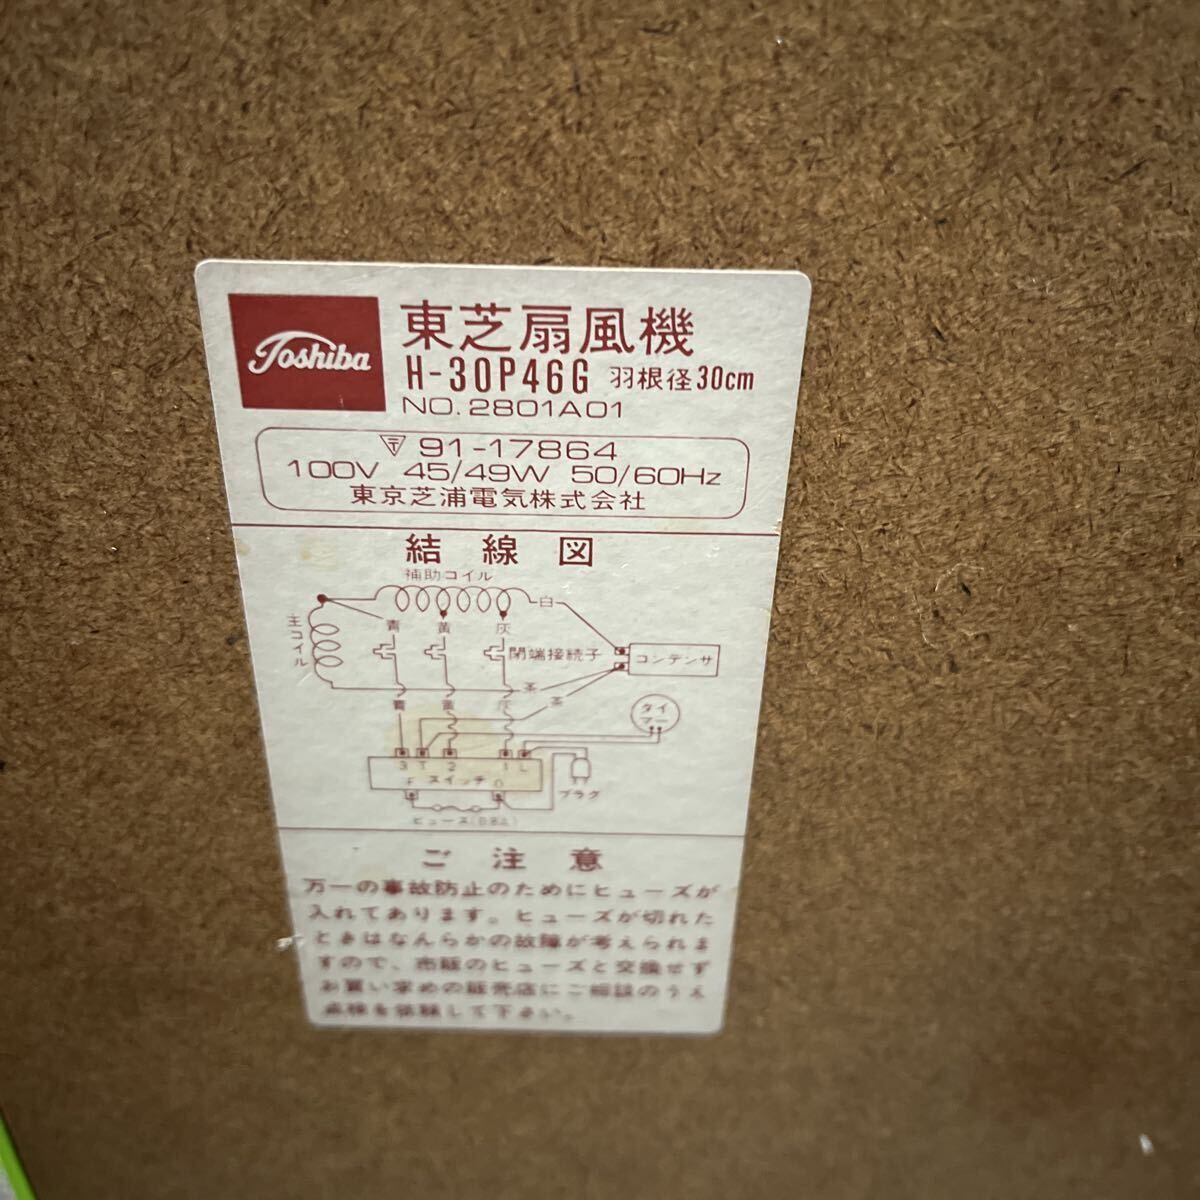 Toshiba
東芝扇風機
H-30P46G 羽根径30cm
NO.2801A01
〒 91-17864
100V 45/49W 50/60Hz
東京芝浦電気株式会社
結線図
補助コイル
白
主コイル
青 黄 灰
閉端接続子
コンデンサ
茶
茶
青 黄 灰
タイマー
3 T 2 1 L
スイッチ
F 0
プラグ
ヒューズ(0.8A)
ご注意
万一の事故防止のためにヒューズが
入れてあります。ヒューズが切れた
ときはなんらかの故障が考えられま
すので、市販のヒューズと交換せず
お買い求めの販売店にご相談のうえ
点検を依頼して下さい。